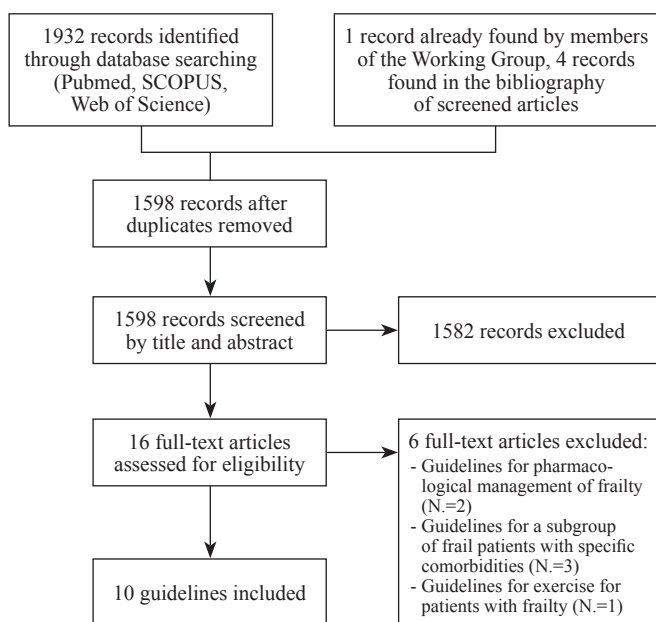 1932 records identified
through database searching
(Pubmed, SCOPUS,
Web of Science)
1 record already found by members
of the Working Group, 4 records
found in the bibliography
of screened articles
1598 records after
duplicates removed
1598 records screened
by title and abstract
1582 records excluded
16 full-text articles
assessed for eligibility
6 full-text articles excluded:
- Guidelines for pharmaco-
logical management of frailty
(N.=2)
- Guidelines for a subgroup
of frail patients with specific
comorbidities (N.=3)
- Guidelines for exercise for
patients with frailty (N.=1)
10 guidelines included